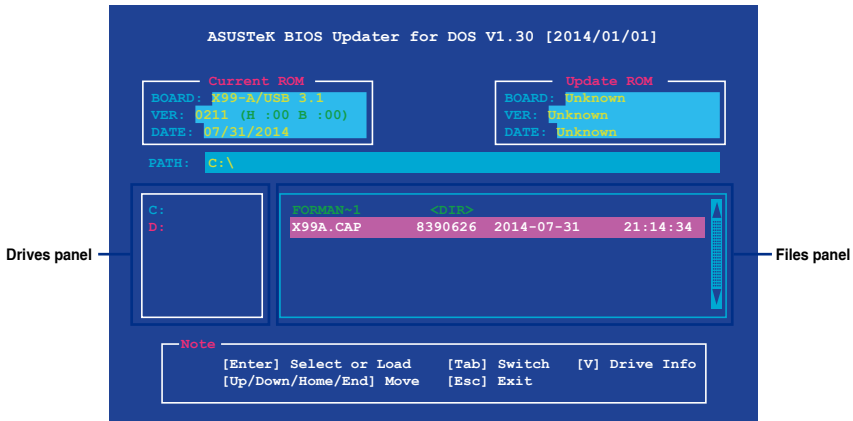 ASUSTeK BIOS Updater for DOS V1.30 [2014/01/01]
Current ROM
BOARD: X99-A/USB 3.1
VER: 0211 (H :00 B :00)
DATE: 07/31/2014
Update ROM
BOARD: Unknown
VER: Unknown
DATE: Unknown
PATH: C:\
C:
D:
FORMAN~1 <DIR>
X99A.CAP 8390626 2014-07-31 21:14:34
Drives panel
Files panel
Note
[Enter] Select or Load [Tab] Switch [V] Drive Info
[Up/Down/Home/End] Move [Esc] Exit